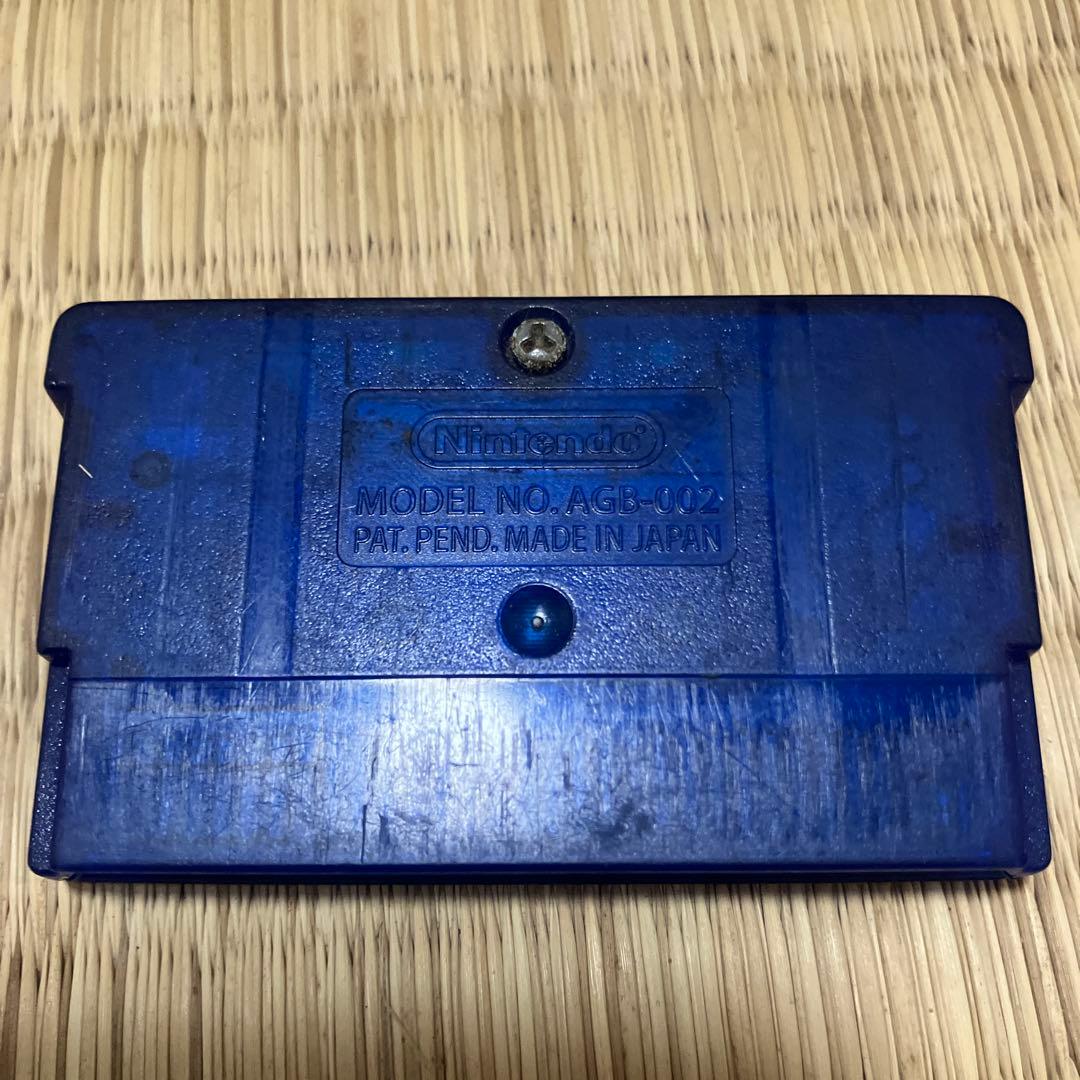 Nintendo®
MODEL NO. AGB-002
PAT. PEND. MADE IN JAPAN